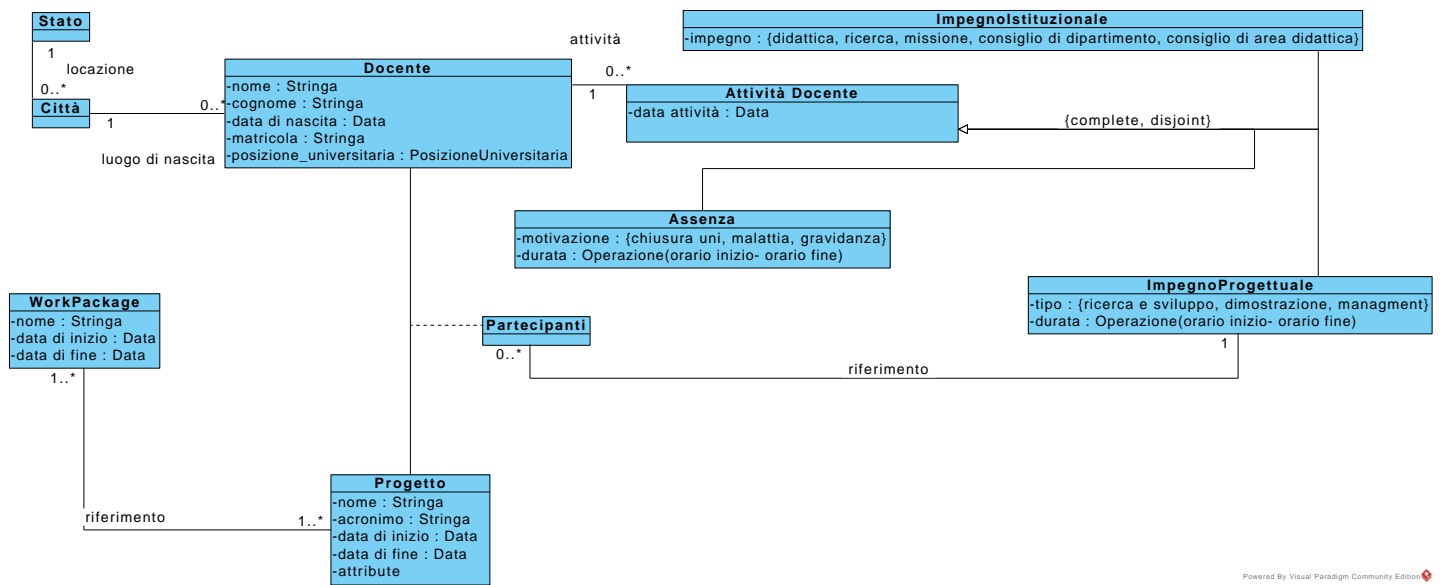 Stato
1
locazione
0..*
Città
1
0..*
luogo di nascita
Docente
-nome : Stringa
-cognome : Stringa
-data di nascita : Data
-matricola : Stringa
-posizione_universitaria : PosizioneUniversitaria
attività
0..*
1
ImpegnoIstituzionale
-impegno : {didattica, ricerca, missione, consiglio di dipartimento, consiglio di area didattica}
Attività Docente
-data attività : Data
{complete, disjoint}
Assenza
-motivazione : {chiusura uni, malattia, gravidanza}
-durata : Operazione(orario inizio- orario fine)
ImpegnoProgettuale
-tipo : {ricerca e sviluppo, dimostrazione, managment}
-durata : Operazione(orario inizio- orario fine)
1
WorkPackage
-nome : Stringa
-data di inizio : Data
-data di fine : Data
1..*
Partecipanti
0..*
riferimento
riferimento
1..*
Progetto
-nome : Stringa
-acronimo : Stringa
-data di inizio : Data
-data di fine : Data
-attribute
Powered By Visual Paradigm Community Edition